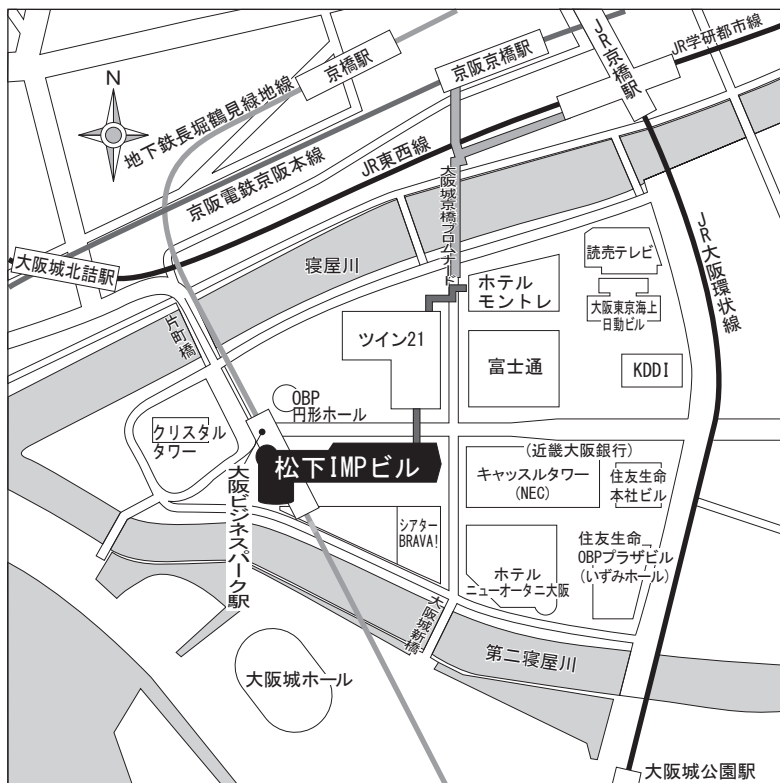 N
地下鉄長堀鶴見緑地線
京橋駅
京阪京橋駅
JR京橋駅
JR学研都市線
京阪電鉄京阪本線
JR東西線
大阪城京橋プロムナード
大阪城北詰駅
寝屋川
片町橋
ホテル
モントレ
読売テレビ
大阪東京海上
日動ビル
JR大阪環状線
ツイン21
富士通
KDDI
OBP
円形ホール
クリスタル
タワー
松下IMPビル
大阪ビジネスパーク駅
(近畿大阪銀行)
キャッスルタワー
(NEC)
住友生命
本社ビル
シアター
BRAVA!
ホテル
ニューオータニ大阪
住友生命
OBPプラザビル
(いずみホール)
大阪城新橋
第二寝屋川
大阪城ホール
大阪城公園駅